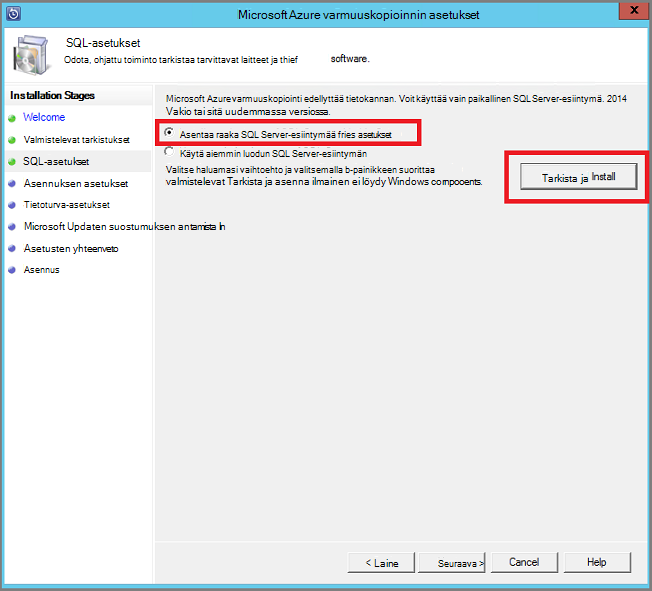 Microsoft Azure varmuuskopioinnin asetukset
X
SQL-asetukset
Odota, ohjattu toiminto tarkistaa tarvittavat laitteet ja thief software.
Installation Stages
Welcome
Valmistelevat tarkistukset
SQL-asetukset
Asennuksen asetukset
Tietoturva-asetukset
Microsoft Updaten suostumuksen antamista In
Asetusten yhteenveto
Asennus
Microsoft Azure varmuuskopiointi edellyttää tietokannan. Voit käyttää vain paikallinen SQL Server-esiintymä. 2014
Vakio tai sitä uudemmassa versiossa.
Asentaa raaka SQL Server-esiintymää fries asetukset
Käytä aiemmin luodun SQL Server-esiintymän
Valitse haluamasi vaihtoehto ja valitsemalla b-painikkeen suorittaa
valmistelevat Tarkista ja asenna ilmainen ei löydy Windows compooents.
Tarkista ja Install
< Laine
Seuraava >
Cancel
Help